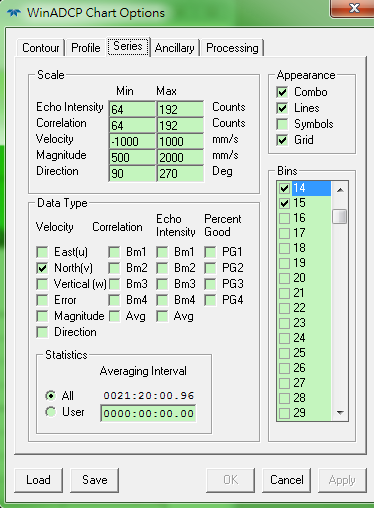 WinADCP Chart Options
Contour Profile Series Ancillary Processing
Scale
Min Max
Echo Intensity 64 192 Counts
Correlation 64 192 Counts
Velocity -1000 1000 mm/s
Magnitude 500 2000 mm/s
Direction 90 270 Deg
Appearance
Combo
Lines
Symbols
Grid
Data Type
Velocity Correlation Echo Intensity Percent Good
East(u) Bm1 Bm1 PG1
North(v) Bm2 Bm2 PG2
Vertical (w) Bm3 Bm3 PG3
Error Bm4 Bm4 PG4
Magnitude Avg Avg
Direction
Statistics
Averaging Interval
All 0021:20:00.96
User 0000:00:00.00
Bins
14
15
16
17
18
19
20
21
22
23
24
25
26
27
28
29
Load Save OK Cancel Apply